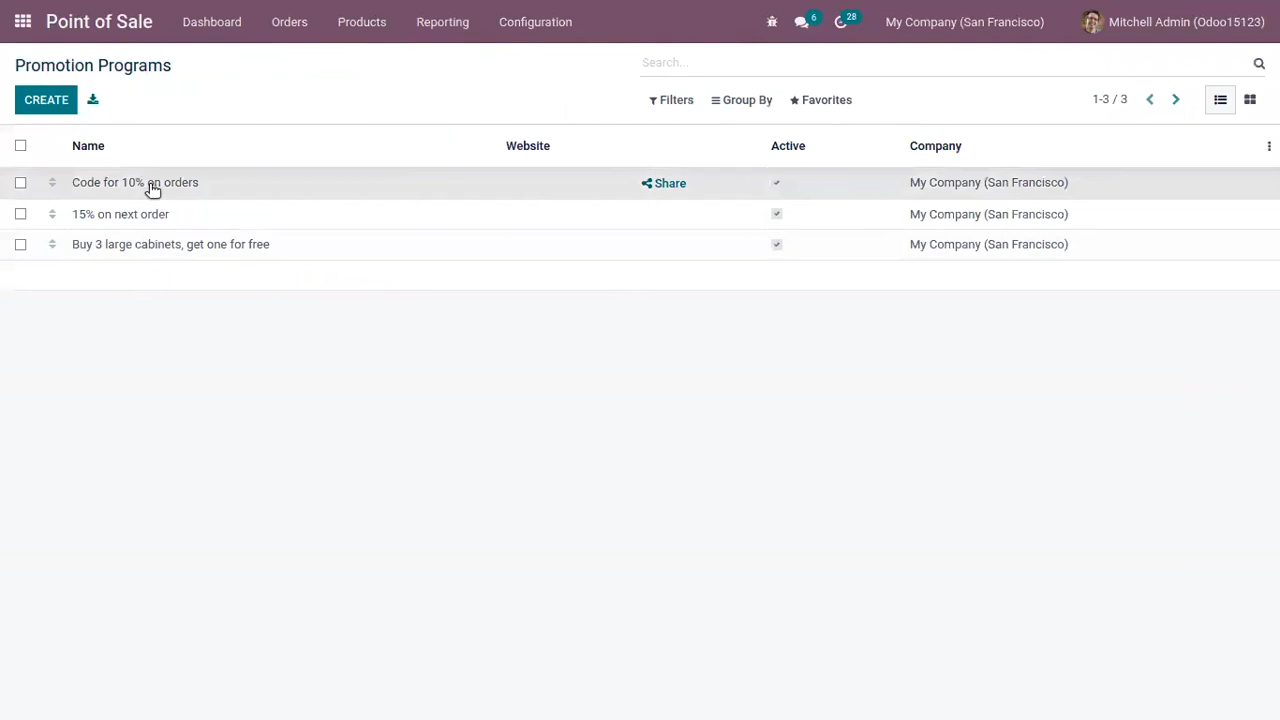 Point of Sale Dashboard Orders Products Reporting Configuration 6 28 My Company (San Francisco) Mitchell Admin (Odoo15123)
Promotion Programs Search...
CREATE Filters Group By Favorites 1-3 / 3
Name Website Active Company
Code for 10% on orders Share My Company (San Francisco)
15% on next order My Company (San Francisco)
Buy 3 large cabinets, get one for free My Company (San Francisco)